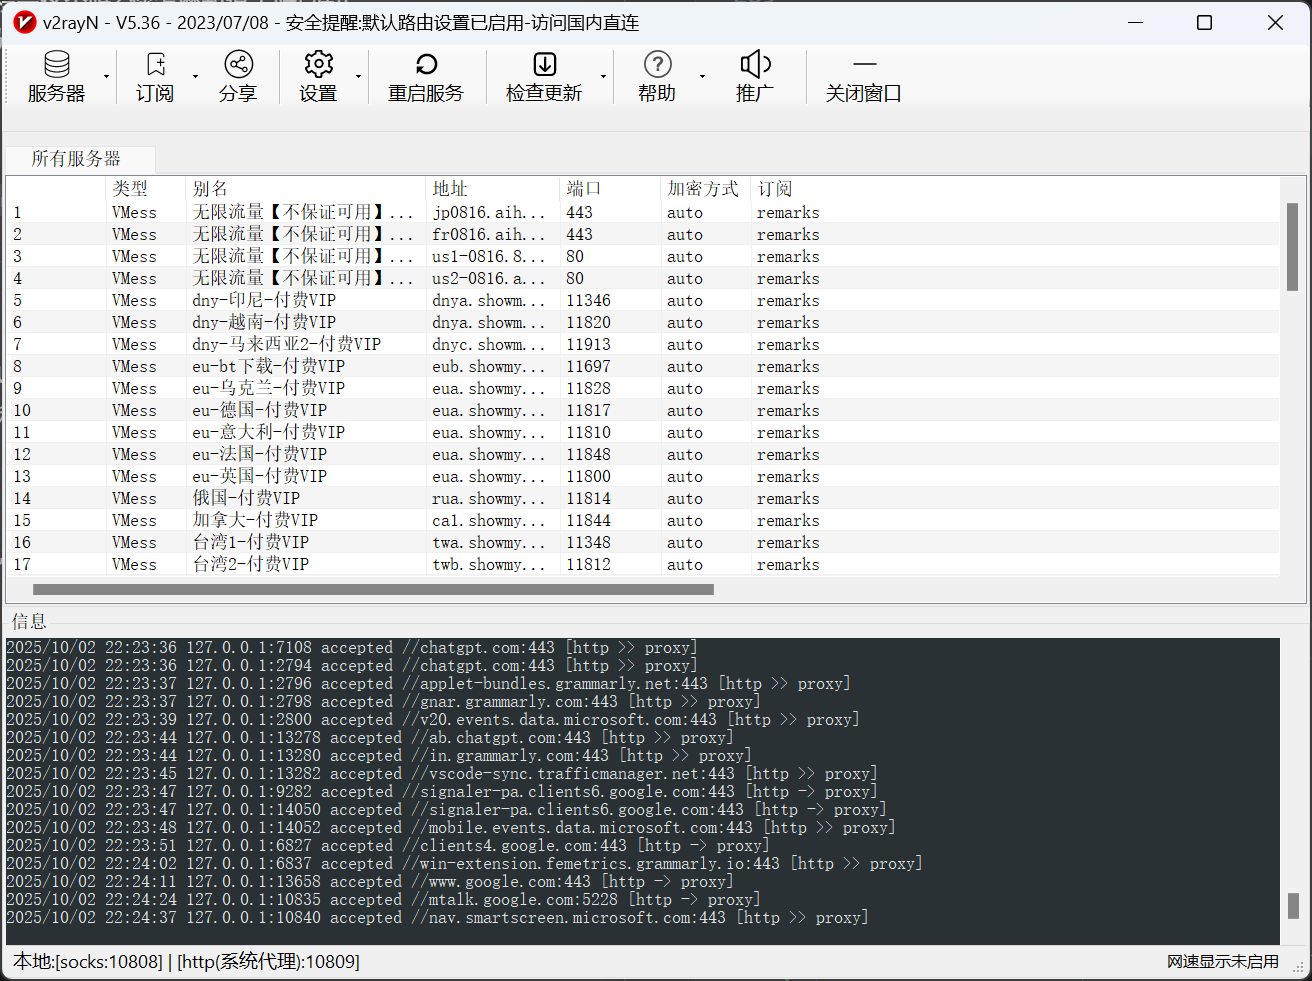 v2rayN - V5.36 - 2023/07/08 - 安全提醒:默认路由设置已启用-访问国内直连
服务器 订阅 分享 设置 重启服务 检查更新 帮助 推广 关闭窗口
所有服务器
类型 别名 地址 端口 加密方式 订阅
1 VMess 无限流量【不保证可用】... jp0816.aih... 443 auto remarks
2 VMess 无限流量【不保证可用】... fr0816.aih... 443 auto remarks
3 VMess 无限流量【不保证可用】... us1-0816.8... 80 auto remarks
4 VMess 无限流量【不保证可用】... us2-0816.a... 80 auto remarks
5 VMess dny-印尼-付费VIP dnya.showm... 11346 auto remarks
6 VMess dny-越南-付费VIP dnya.showm... 11820 auto remarks
7 VMess dny-马来西亚2-付费VIP dnyc.showm... 11913 auto remarks
8 VMess eu-bt下载-付费VIP eub.showmy... 11697 auto remarks
9 VMess eu-乌克兰-付费VIP eua.showmy... 11828 auto remarks
10 VMess eu-德国-付费VIP eua.showmy... 11817 auto remarks
11 VMess eu-意大利-付费VIP eua.showmy... 11810 auto remarks
12 VMess eu-法国-付费VIP eua.showmy... 11848 auto remarks
13 VMess eu-英国-付费VIP eua.showmy... 11800 auto remarks
14 VMess 俄国-付费VIP rua.showmy... 11814 auto remarks
15 VMess 加拿大-付费VIP ca1.showmy... 11844 auto remarks
16 VMess 台湾1-付费VIP twa.showmy... 11348 auto remarks
17 VMess 台湾2-付费VIP twb.showmy... 11812 auto remarks
信息
2025/10/02 22:23:36 127.0.0.1:7108 accepted //chatgpt.com:443 [http >> proxy]
2025/10/02 22:23:36 127.0.0.1:2794 accepted //chatgpt.com:443 [http >> proxy]
2025/10/02 22:23:37 127.0.0.1:2796 accepted //applet-bundles.grammarly.net:443 [http >> proxy]
2025/10/02 22:23:37 127.0.0.1:2798 accepted //gnar.grammarly.com:443 [http >> proxy]
2025/10/02 22:23:39 127.0.0.1:2800 accepted //v20.events.data.microsoft.com:443 [http >> proxy]
2025/10/02 22:23:44 127.0.0.1:13278 accepted //ab.chatgpt.com:443 [http >> proxy]
2025/10/02 22:23:44 127.0.0.1:13280 accepted //in.grammarly.com:443 [http >> proxy]
2025/10/02 22:23:45 127.0.0.1:13282 accepted //vscode-sync.trafficmanager.net:443 [http >> proxy]
2025/10/02 22:23:47 127.0.0.1:9282 accepted //signaler-pa.clients6.google.com:443 [http -> proxy]
2025/10/02 22:23:47 127.0.0.1:14050 accepted //signaler-pa.clients6.google.com:443 [http -> proxy]
2025/10/02 22:23:48 127.0.0.1:14052 accepted //mobile.events.data.microsoft.com:443 [http >> proxy]
2025/10/02 22:23:51 127.0.0.1:6827 accepted //clients4.google.com:443 [http -> proxy]
2025/10/02 22:24:02 127.0.0.1:6837 accepted //win-extension.femetrics.grammarly.io:443 [http >> proxy]
2025/10/02 22:24:11 127.0.0.1:13658 accepted //www.google.com:443 [http -> proxy]
2025/10/02 22:24:24 127.0.0.1:10835 accepted //mtalk.google.com:5228 [http -> proxy]
2025/10/02 22:24:37 127.0.0.1:10840 accepted //nav.smartscreen.microsoft.com:443 [http >> proxy]
本地:[socks:10808] | [http(系统代理):10809] 网速显示未启用